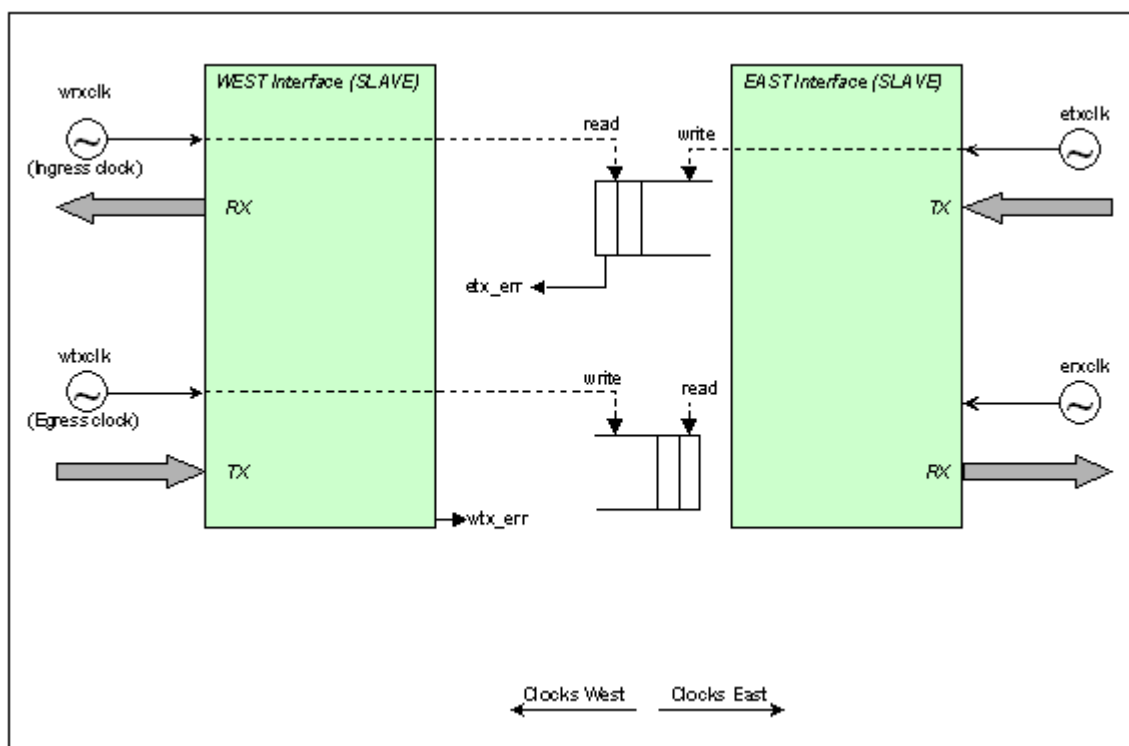 WEST Interface (SLAVE)
EAST Interface (SLAVE)
wrxclk
(Ingress clock)
read
write
etxclk
RX
TX
etx_err
wtxclk
(Egress clock)
write
read
erxclk
TX
RX
wtx_err
Clocks West
Clocks East